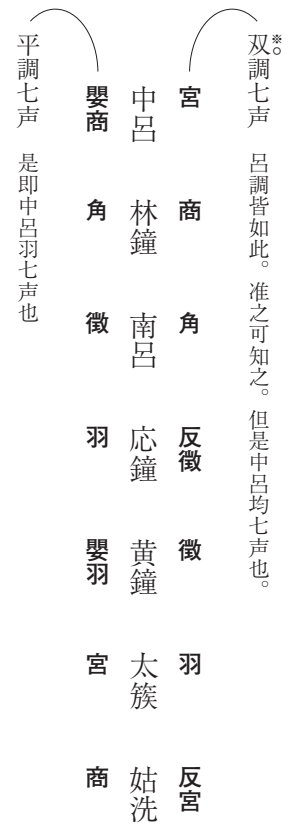 ※
双調七声　呂調皆如此。准之可知之。但是中呂均七声也。
宮　商　角　反徴　徴　羽　反宮
中呂　林鐘　南呂　応鐘　黄鐘　太簇　姑洗
嬰商　角　徴　羽　嬰羽　宮　商
平調七声　是即中呂羽七声也